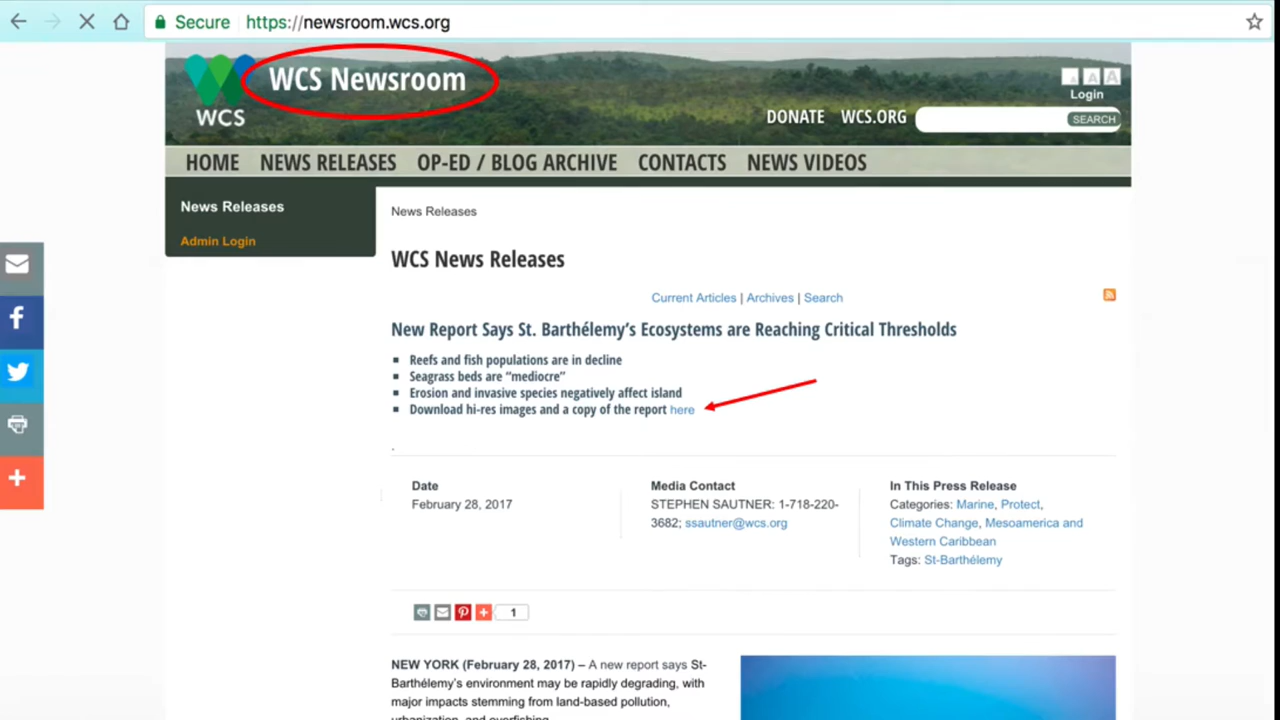 Secure https://newsroom.wcs.org
WCS Newsroom
WCS
A A A
Login
DONATE WCS.ORG SEARCH
HOME NEWS RELEASES OP-ED / BLOG ARCHIVE CONTACTS NEWS VIDEOS
News Releases
Admin Login
News Releases
WCS News Releases
Current Articles | Archives | Search
New Report Says St. Barthélemy’s Ecosystems are Reaching Critical Thresholds
▪ Reefs and fish populations are in decline
▪ Seagrass beds are “mediocre”
▪ Erosion and invasive species negatively affect island
▪ Download hi-res images and a copy of the report here
.
Date
February 28, 2017
Media Contact
STEPHEN SAUTNER: 1-718-220-
3682; ssautner@wcs.org
In This Press Release
Categories: Marine, Protect,
Climate Change, Mesoamerica and
Western Caribbean
Tags: St-Barthélemy
1
NEW YORK (February 28, 2017) – A new report says St-
Barthélemy’s environment may be rapidly degrading, with
major impacts stemming from land-based pollution,
urbanization, and overfishing.